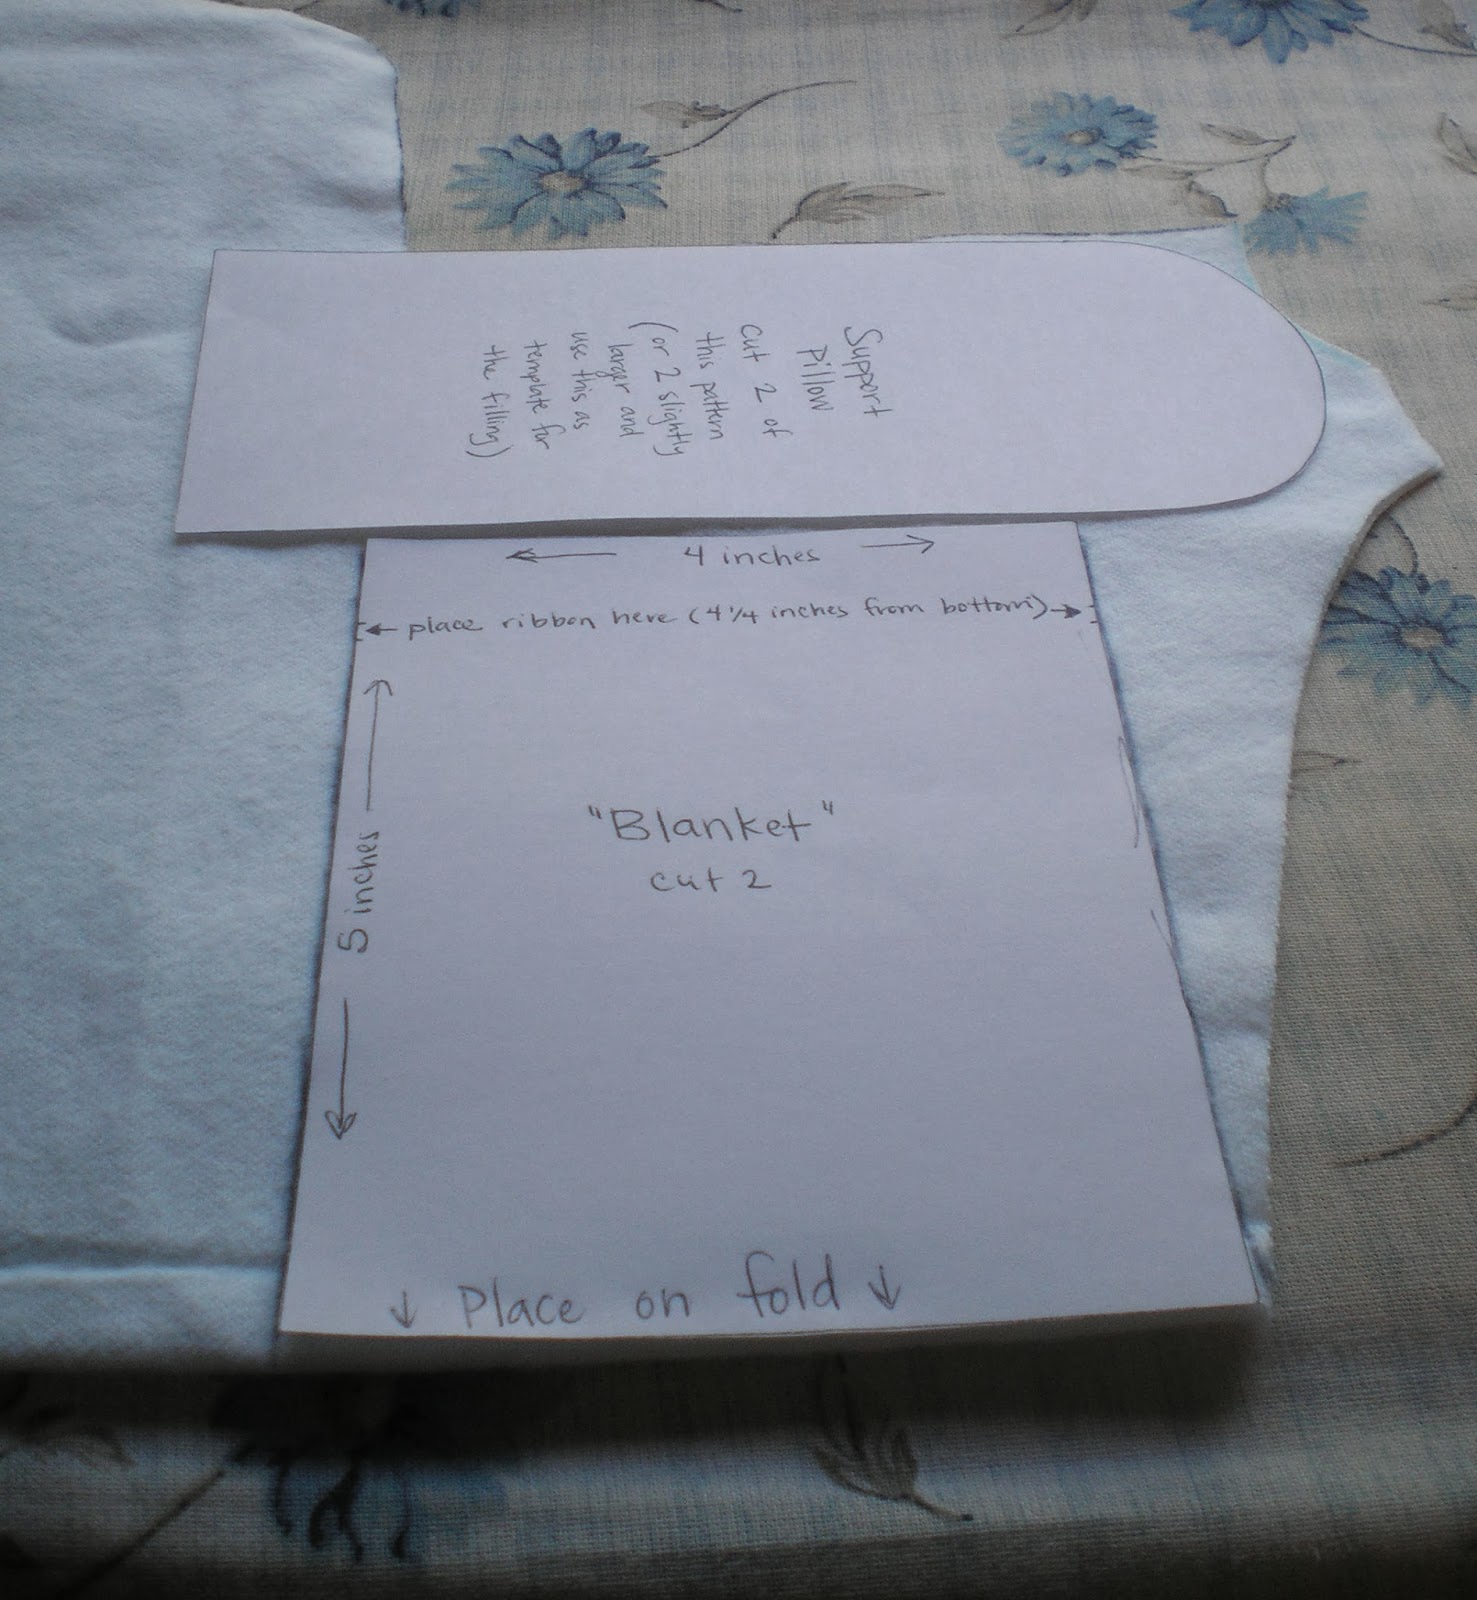 Support
Pillow
cut 2 of
this pattern
(or 2 slightly
larger and
use this as
template for
the filling)
4 inches
place ribbon here (4 1/4 inches from bottom)
5 inches
"Blanket"
cut 2
Place on fold